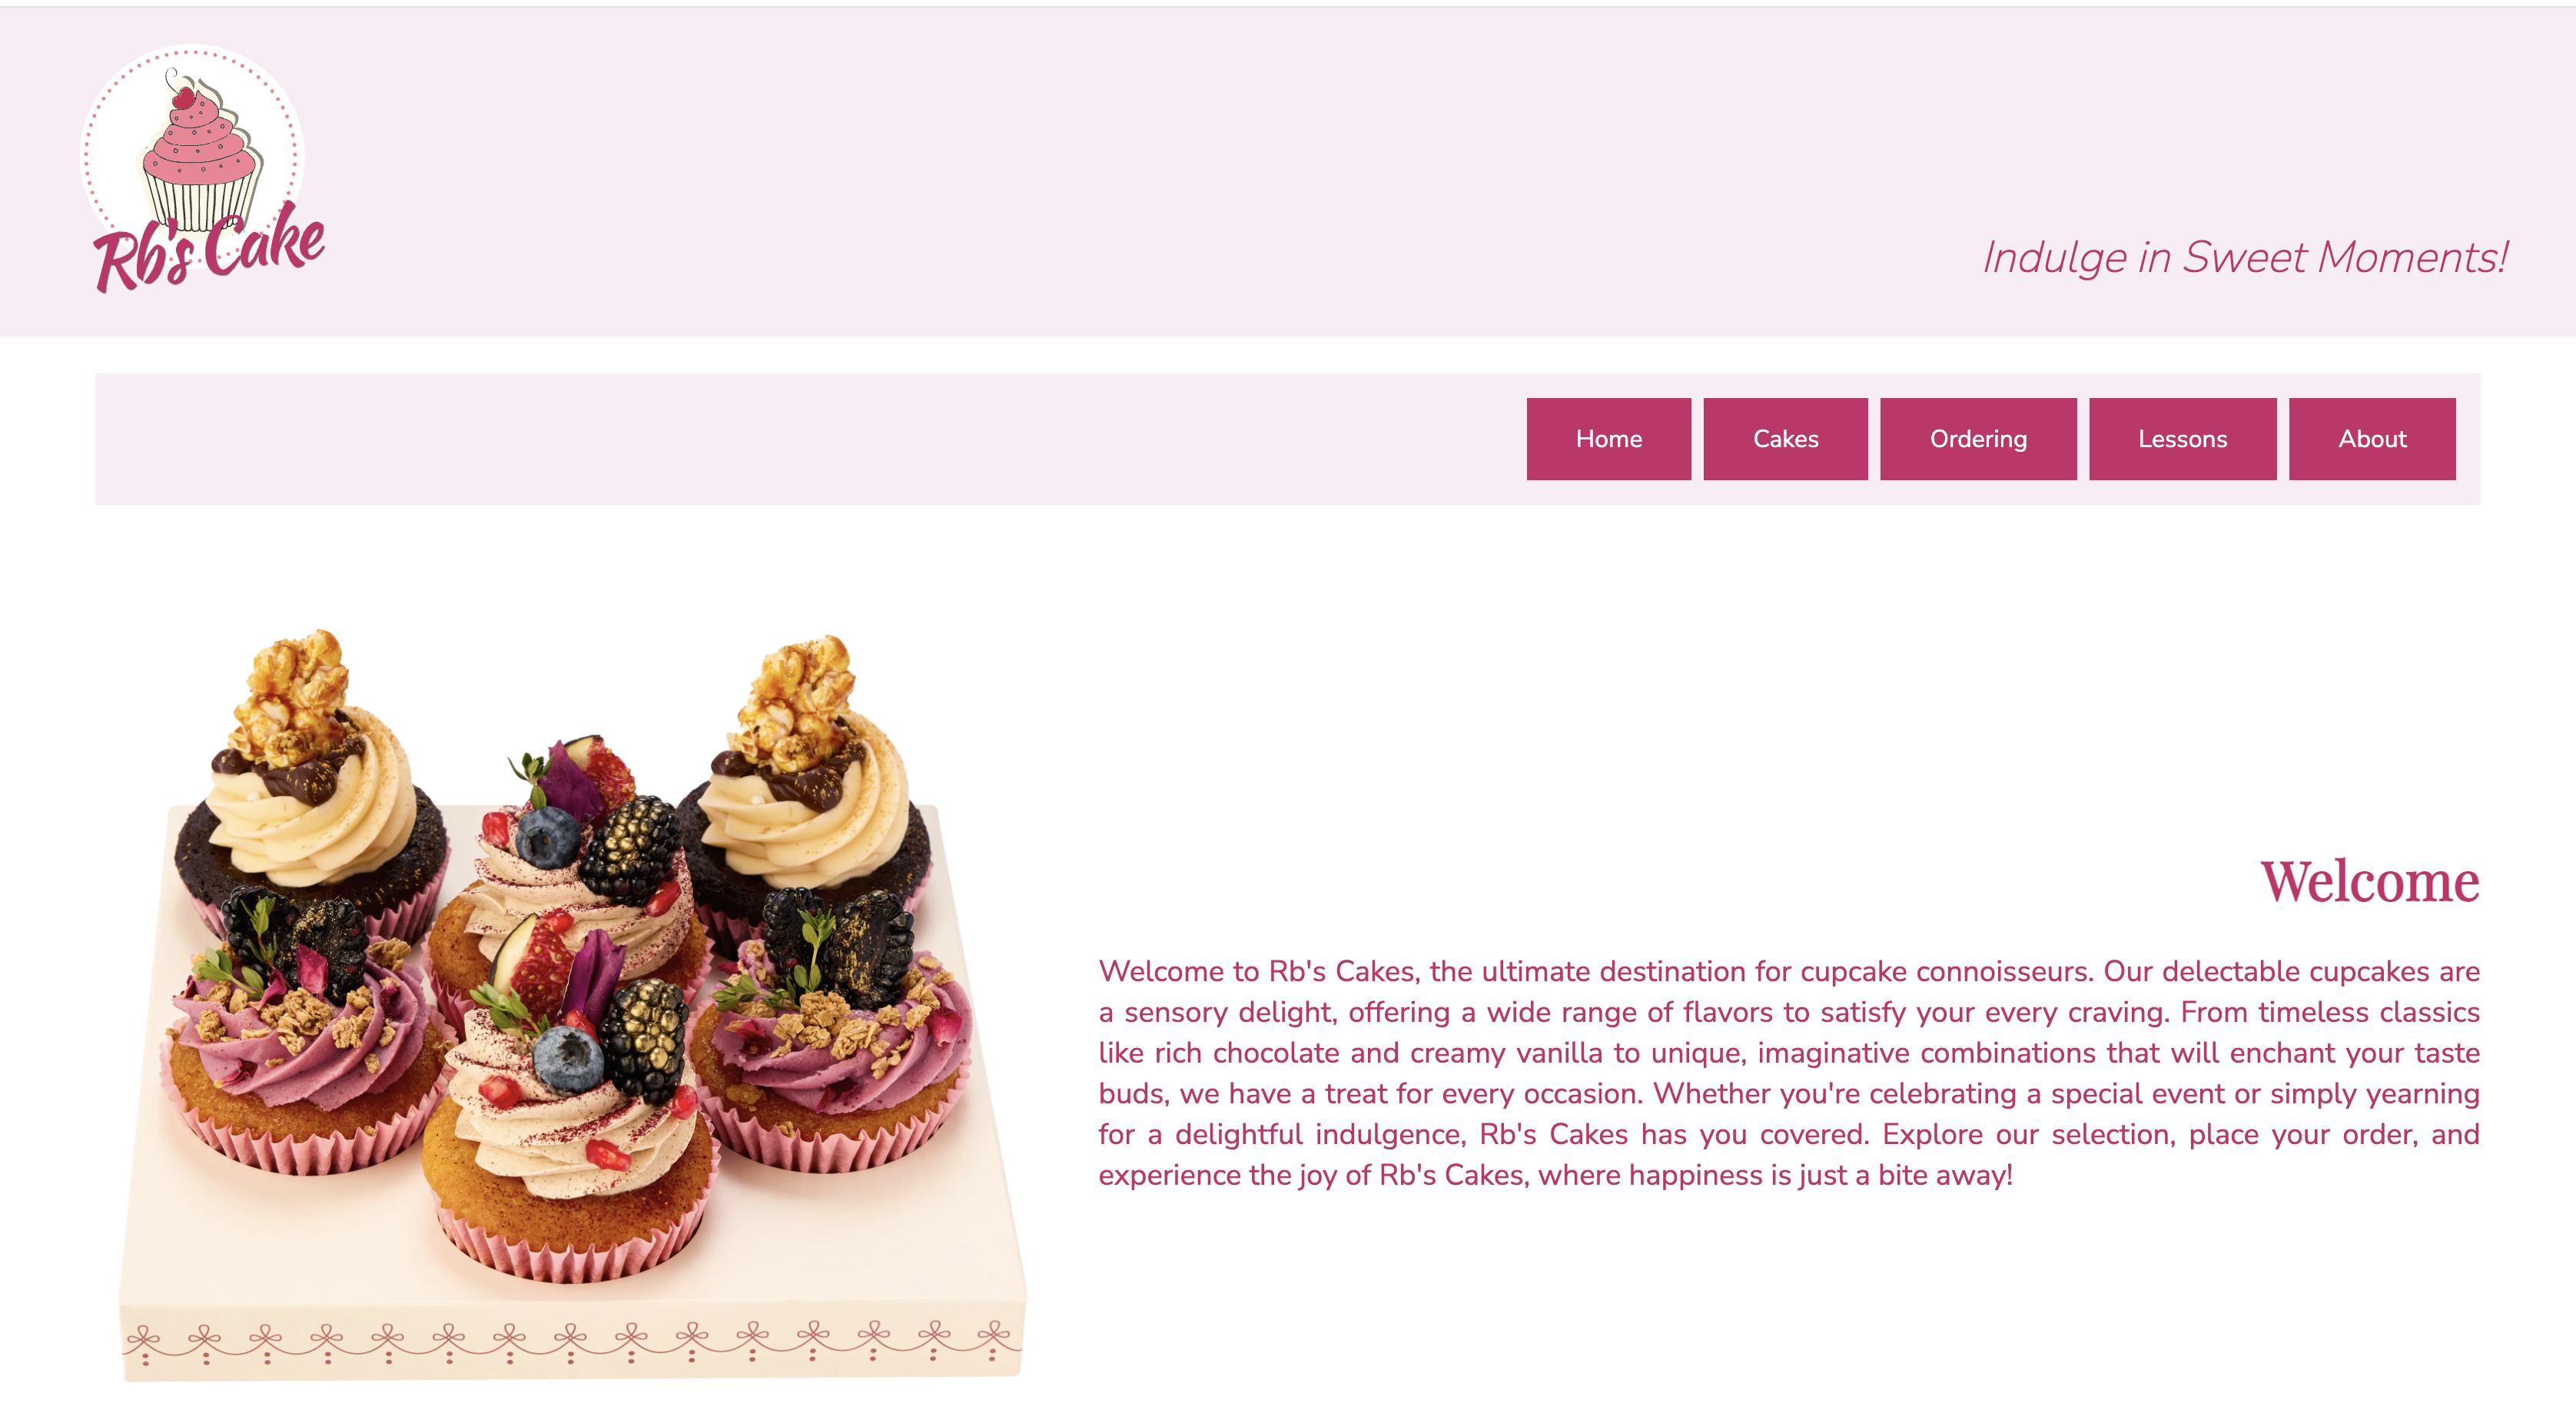 Rb's Cake
Indulge in Sweet Moments!
Home Cakes Ordering Lessons About
Welcome
Welcome to Rb's Cakes, the ultimate destination for cupcake connoisseurs. Our delectable cupcakes are
a sensory delight, offering a wide range of flavors to satisfy your every craving. From timeless classics
like rich chocolate and creamy vanilla to unique, imaginative combinations that will enchant your taste
buds, we have a treat for every occasion. Whether you're celebrating a special event or simply yearning
for a delightful indulgence, Rb's Cakes has you covered. Explore our selection, place your order, and
experience the joy of Rb's Cakes, where happiness is just a bite away!